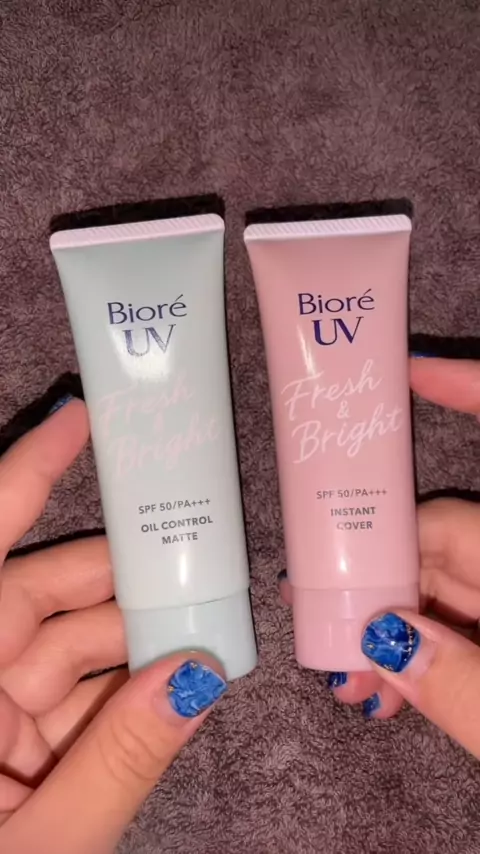 Bioré
UV
Fresh
&
Bright
SPF 50/PA+++
OIL CONTROL
MATTE
Bioré
UV
Fresh
&
Bright
SPF 50/PA+++
INSTANT
COVER